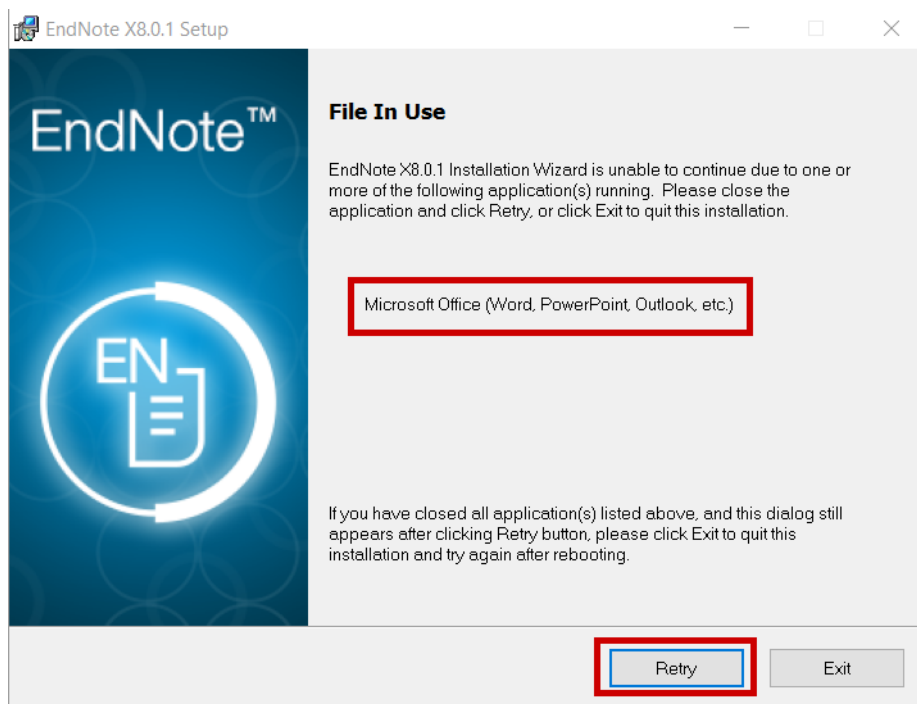 EndNote X8.0.1 Setup
EndNote™
File In Use
EndNote X8.0.1 Installation Wizard is unable to continue due to one or
more of the following application(s) running.  Please close the
application and click Retry, or click Exit to quit this installation.
Microsoft Office (Word, PowerPoint, Outlook, etc.)
EN
If you have closed all application(s) listed above, and this dialog still
appears after clicking Retry button, please click Exit to quit this
installation and try again after rebooting.
Retry
Exit